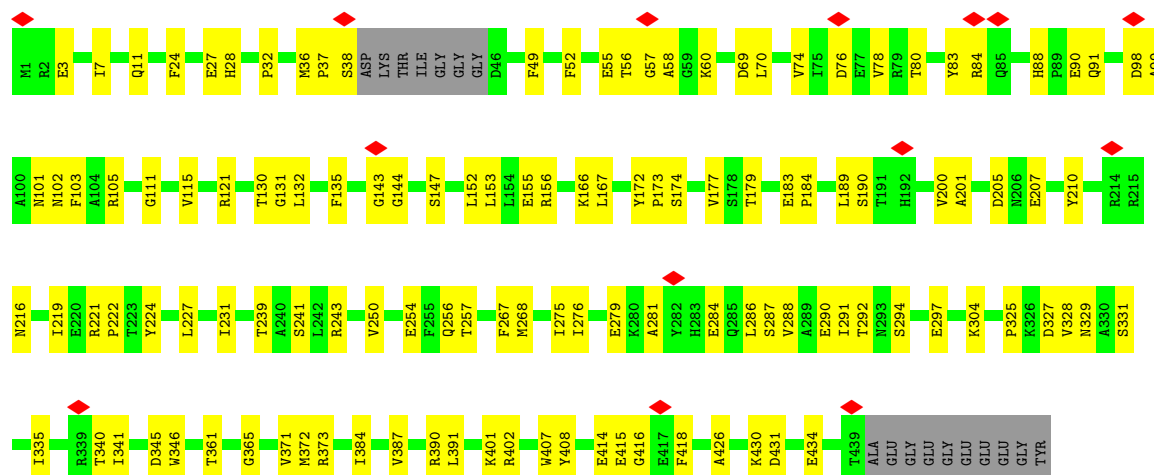 M1 R2 E3 I7 Q11 F24 E27 H28 P32 M36 P37 S38 ASP LYS THR ILE GLY GLY GLY D46 F49 F52 E55 T56 G57 A58 G59 K60 D69 L70 V74 I75 D76 E77 V78 R79 T80 Y83 R84 Q85 H88 P89 E90 Q91 D98 A99
A100 N101 N102 F103 A104 R105 G111 V115 R121 T130 G131 L132 F135 G143 G144 S147 L152 L153 L154 E155 R156 K166 L167 Y172 P173 S174 V177 S178 T179 E183 P184 L189 S190 T191 H192 V200 A201 D205 N206 E207 Y210 R214 R215
N216 I219 E220 R221 P222 T223 Y224 L227 I231 T239 A240 S241 L242 R243 V250 E254 F255 Q256 T257 F267 M268 I275 I276 E279 K280 A281 Y282 H283 E284 Q285 L286 S287 V288 A289 E290 I291 T292 N293 S294 E297 K304 P325 K326 D327 V328 N329 A330 S331
I335 R339 T340 I341 D345 W346 T361 G365 V371 M372 R373 I384 V387 R390 L391 K401 R402 W407 Y408 E414 E415 G416 E417 F418 A426 K430 D431 E434 T439 ALA GLU GLY GLU GLY GLU GLU GLU GLY TYR